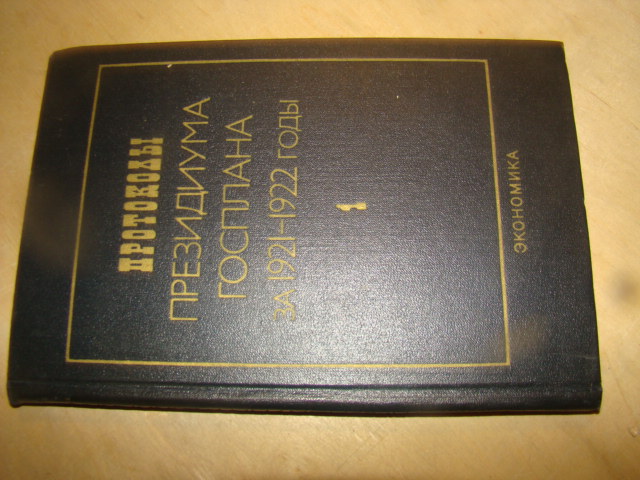 ПРОТОКОЛЫ
ПРЕЗИДИУМА
ГОСПЛАНА
ЗА 1921-1922 ГОДЫ
1
ЭКОНОМИКА